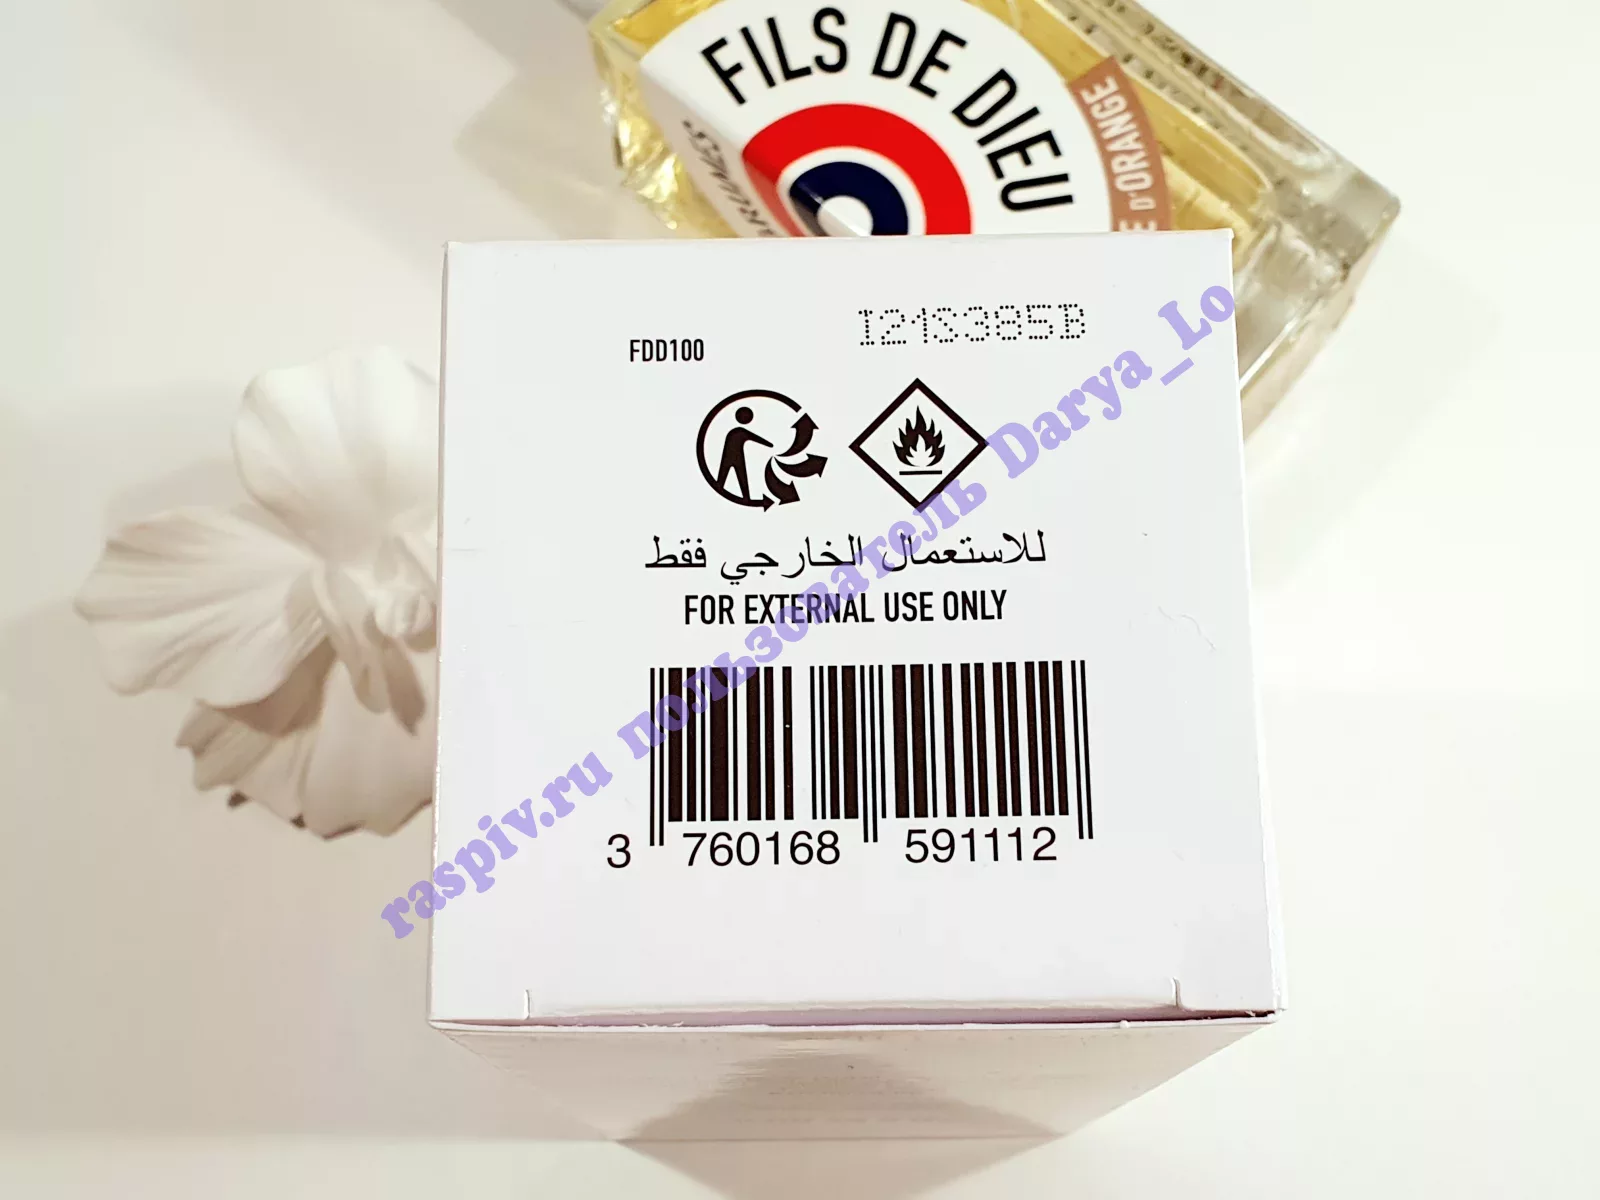 FILS DE DIEU
D'ORANGE
I21S385B
FDD100
للاستعمال الخارجي فقط
FOR EXTERNAL USE ONLY
3 760168 591112
raspiv.ru пользователь Darya_Lo